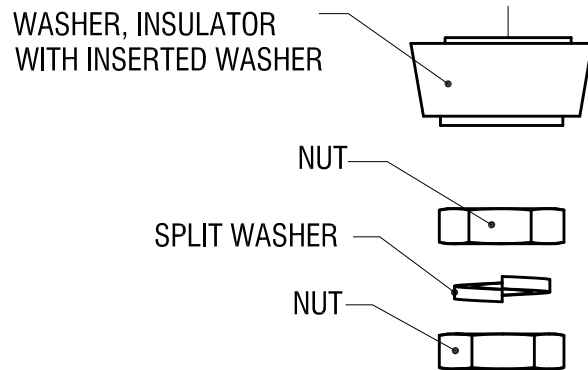 WASHER, INSULATOR
WITH INSERTED WASHER
NUT
SPLIT WASHER
NUT